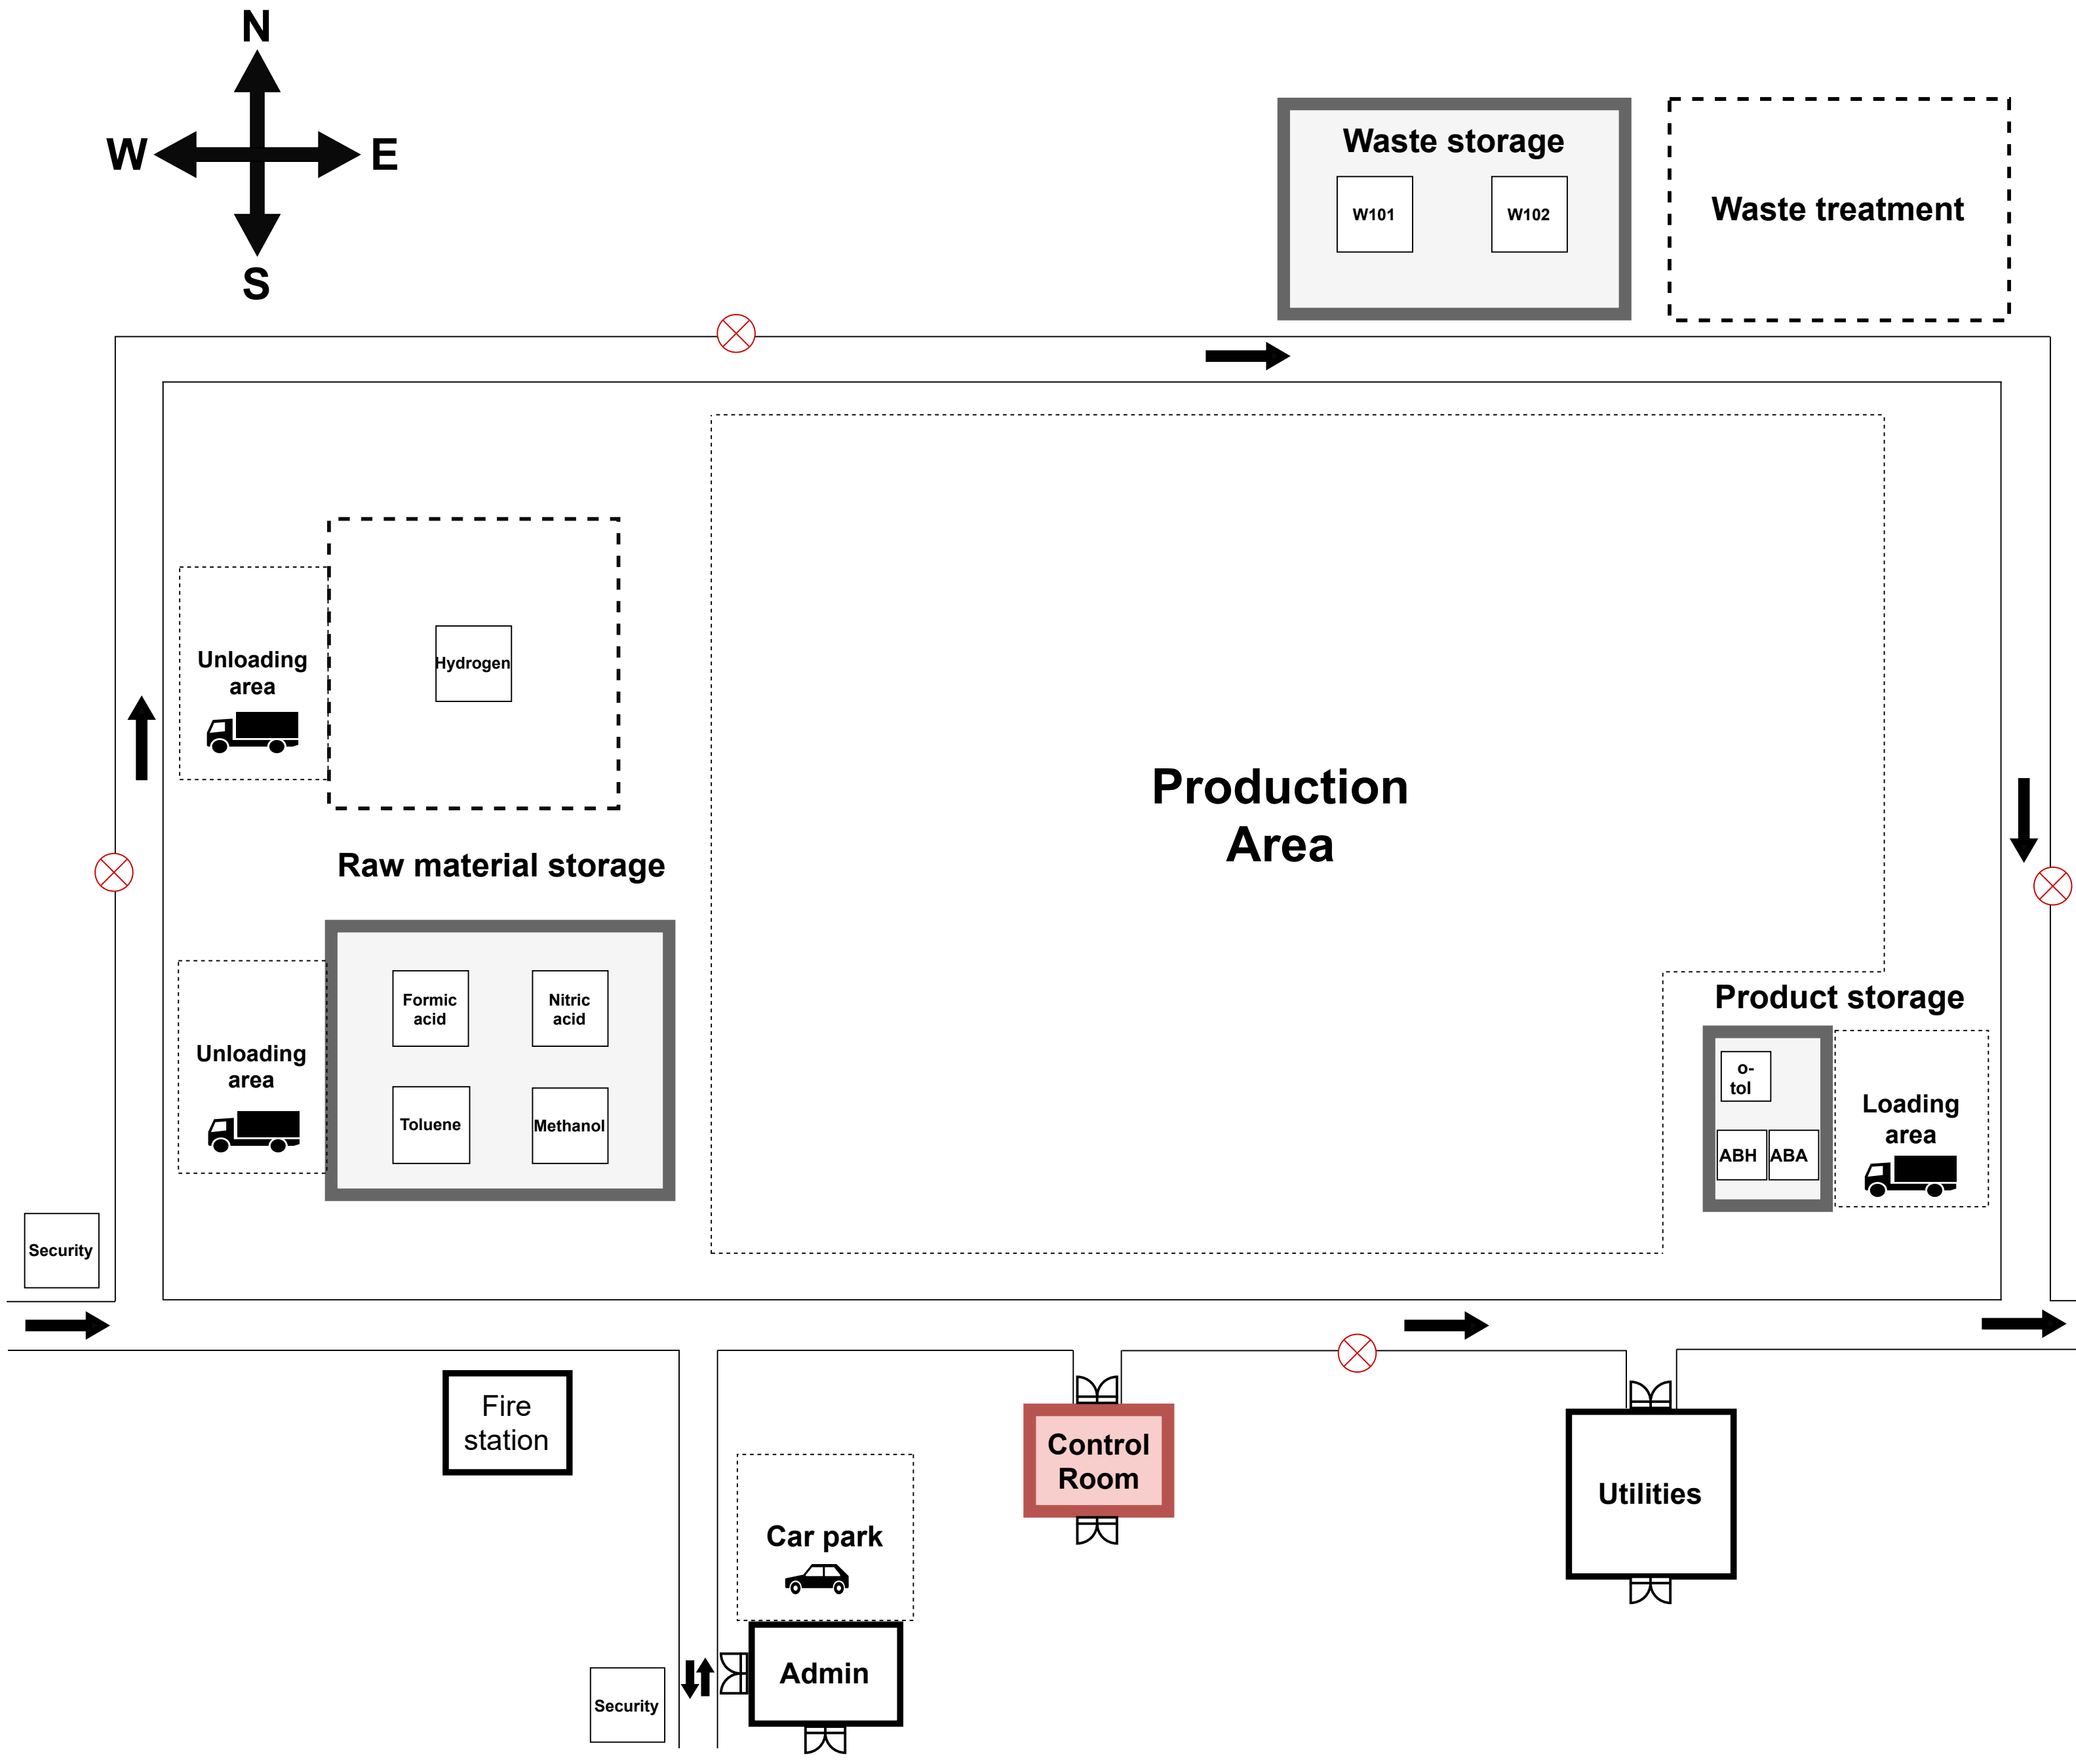 N
W
E
S
Waste storage
W101
W102
Waste treatment
Unloading
area
Hydrogen
Production
Area
Raw material storage
Unloading
area
Formic
acid
Nitric
acid
Toluene
Methanol
Product storage
o-
tol
ABH
ABA
Loading
area
Security
Fire
station
Control
Room
Utilities
Car park
Admin
Security